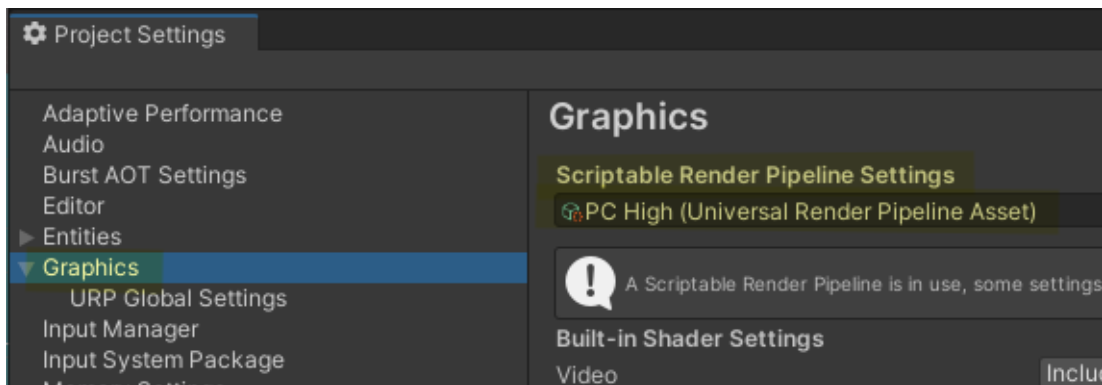 Project Settings
Adaptive Performance
Audio
Burst AOT Settings
Editor
Entities
Graphics
URP Global Settings
Input Manager
Input System Package
Graphics
Scriptable Render Pipeline Settings
PC High (Universal Render Pipeline Asset)
A Scriptable Render Pipeline is in use, some settings
Built-in Shader Settings
Video
Includ